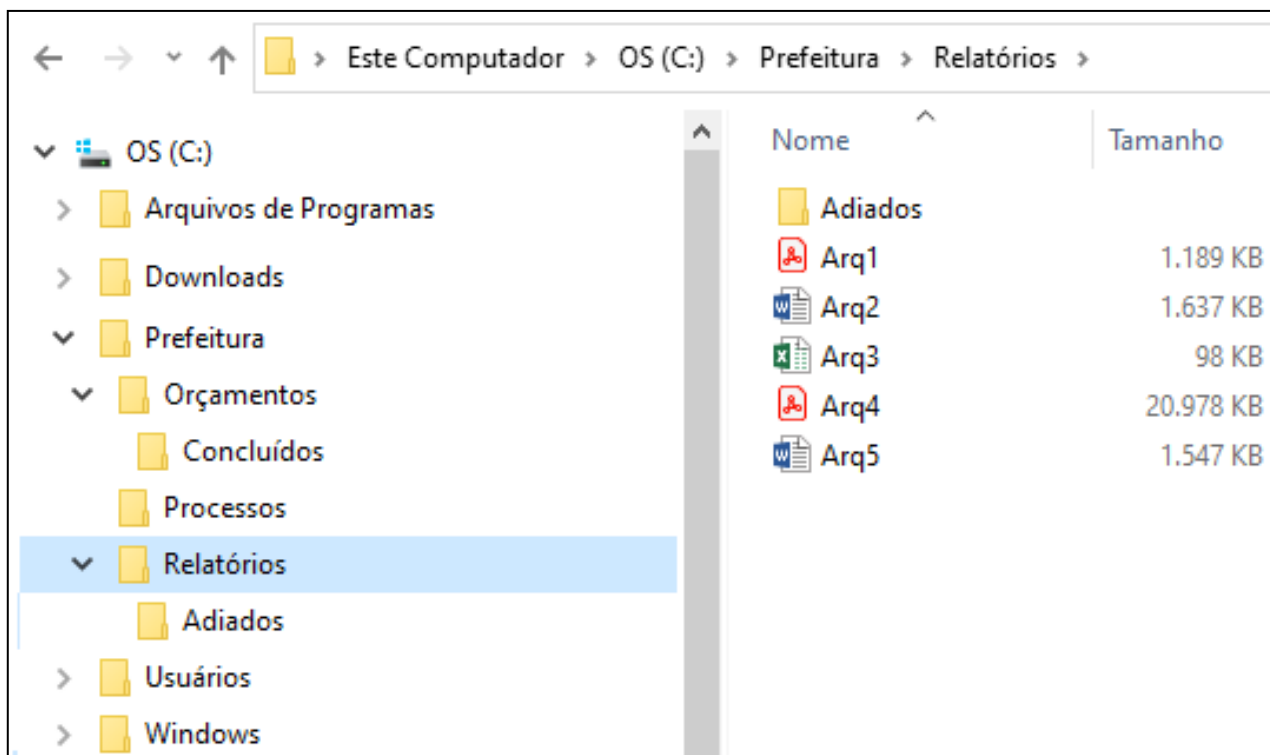 Este Computador > OS (C:) > Prefeitura > Relatórios >
OS (C:)
Arquivos de Programas
Downloads
Prefeitura
Orçamentos
Concluídos
Processos
Relatórios
Adiados
Usuários
Windows
Nome Tamanho
Adiados
Arq1 1.189 KB
Arq2 1.637 KB
Arq3 98 KB
Arq4 20.978 KB
Arq5 1.547 KB